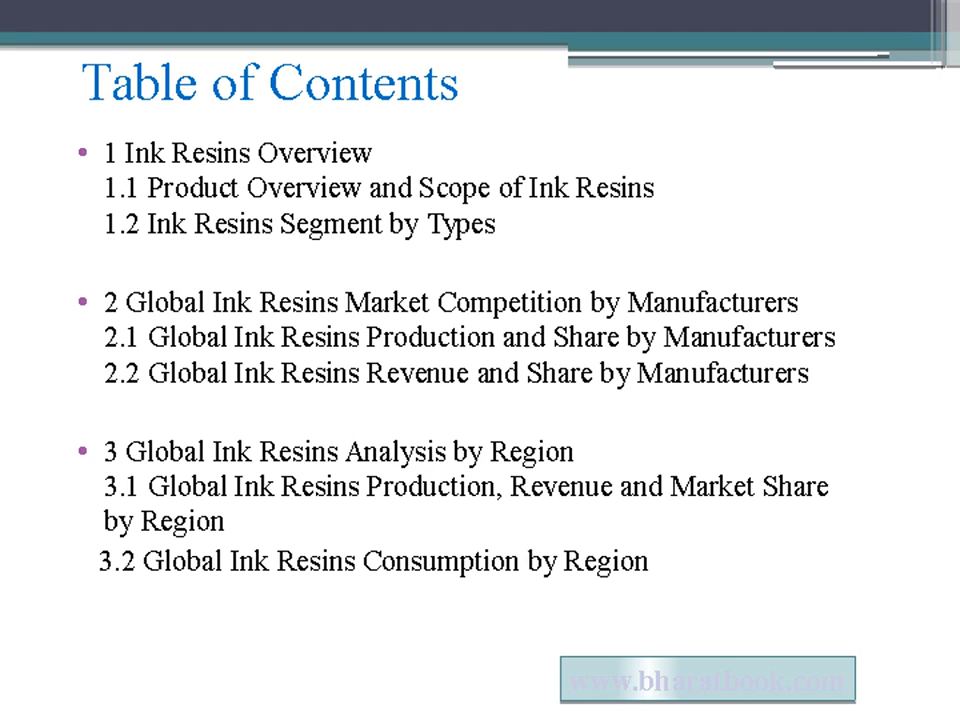 Table of Contents
• 1 Ink Resins Overview
1.1 Product Overview and Scope of Ink Resins
1.2 Ink Resins Segment by Types
• 2 Global Ink Resins Market Competition by Manufacturers
2.1 Global Ink Resins Production and Share by Manufacturers
2.2 Global Ink Resins Revenue and Share by Manufacturers
• 3 Global Ink Resins Analysis by Region
3.1 Global Ink Resins Production, Revenue and Market Share
by Region
3.2 Global Ink Resins Consumption by Region
www.bharatbook.com